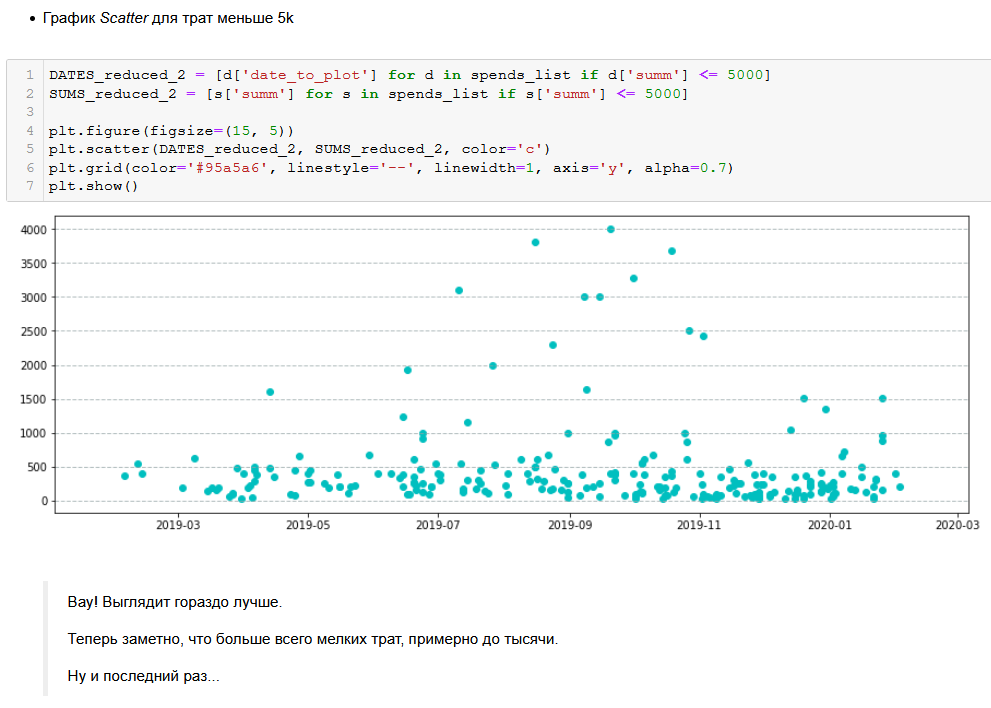 • График Scatter для трат меньше 5k
1 DATES_reduced_2 = [d['date_to_plot'] for d in spends_list if d['summ'] <= 5000]
2 SUMS_reduced_2 = [s['summ'] for s in spends_list if s['summ'] <= 5000]
3
4 plt.figure(figsize=(15, 5))
5 plt.scatter(DATES_reduced_2, SUMS_reduced_2, color='c')
6 plt.grid(color='#95a5a6', linestyle='--', linewidth=1, axis='y', alpha=0.7)
7 plt.show()
4000
3500
3000
2500
2000
1500
1000
500
0
2019-03 2019-05 2019-07 2019-09 2019-11 2020-01 2020-03
Вау! Выглядит гораздо лучше.
Теперь заметно, что больше всего мелких трат, примерно до тысячи.
Ну и последний раз...